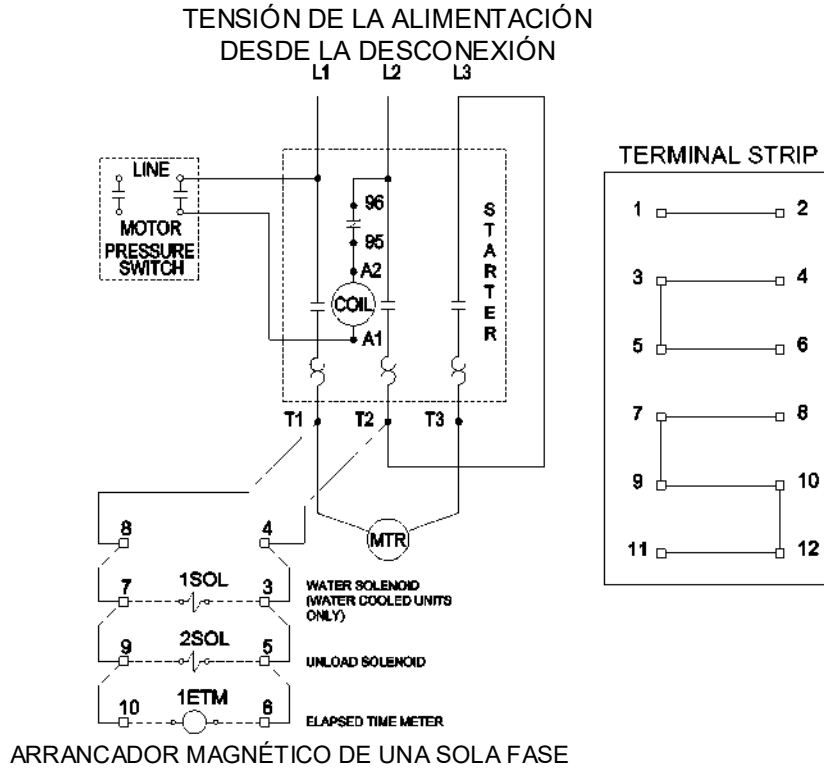 TENSIÓN DE LA ALIMENTACIÓN
DESDE LA DESCONEXIÓN
L1 L2 L3
LINE
MOTOR
PRESSURE
SWITCH
96
95
A2
COIL
A1
STARTER
T1 T2 T3
MTR
8 4
7 1SOL 3
WATER SOLENOID
(WATER COOLED UNITS
ONLY)
9 2SOL 5
UNLOAD SOLENOID
10 1ETM 6
ELAPSED TIME METER
TERMINAL STRIP
1 2
3 4
5 6
7 8
9 10
11 12
ARRANCADOR MAGNÉTICO DE UNA SOLA FASE